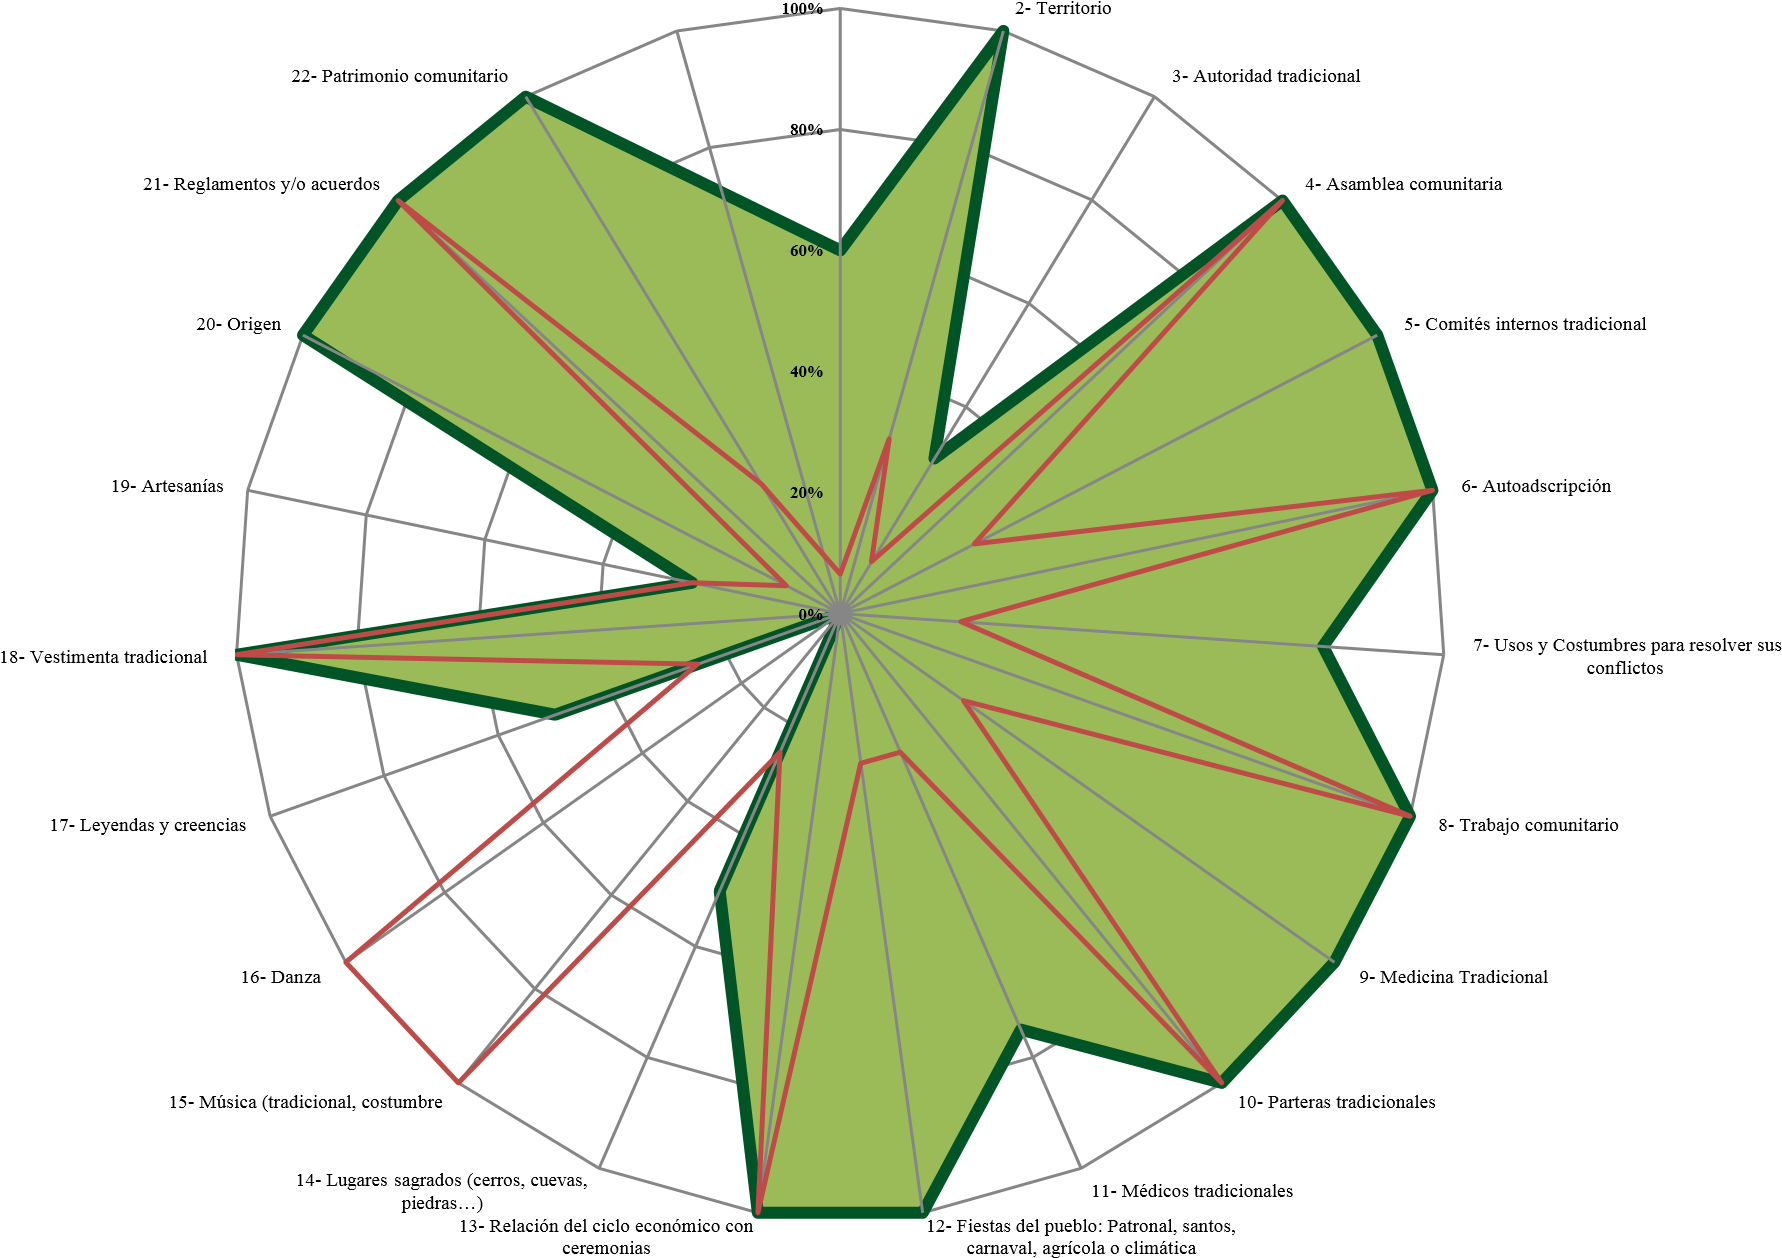 100%
80%
60%
40%
20%
0%
2- Territorio
3- Autoridad tradicional
4- Asamblea comunitaria
5- Comités internos tradicional
6- Autoadscripción
7- Usos y Costumbres para resolver sus
conflictos
8- Trabajo comunitario
9- Medicina Tradicional
10- Parteras tradicionales
11- Médicos tradicionales
12- Fiestas del pueblo: Patronal, santos,
carnaval, agrícola o climática
13- Relación del ciclo económico con
ceremonias
14- Lugares sagrados (cerros, cuevas,
piedras…)
15- Música (tradicional, costumbre
16- Danza
17- Leyendas y creencias
18- Vestimenta tradicional
19- Artesanías
20- Origen
21- Reglamentos y/o acuerdos
22- Patrimonio comunitario